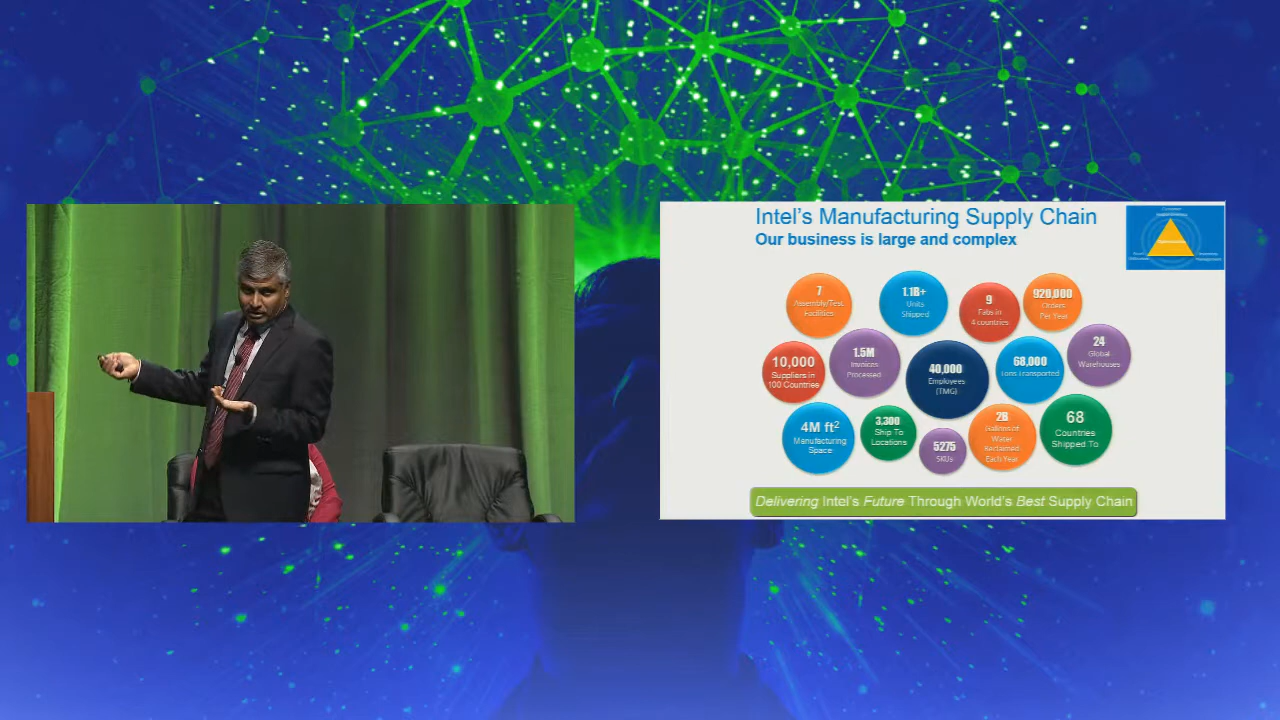 Intel's Manufacturing Supply Chain
Our business is large and complex
7
Assembly/Test
Facilities
1.1B+
Units
Shipped
9
Fabs in
4 countries
920,000
Orders
Per Year
10,000
Suppliers in
100 Countries
1.5M
Invoices
Processed
40,000
Employees
(TMG)
68,000
Tons Transported
24
Global
Warehouses
4M ft²
Manufacturing
Space
3,300
Ship To
Locations
5275
SKUs
2B
Gallons of
Water
Reclaimed
Each Year
68
Countries
Shipped To
Delivering Intel's Future Through World's Best Supply Chain